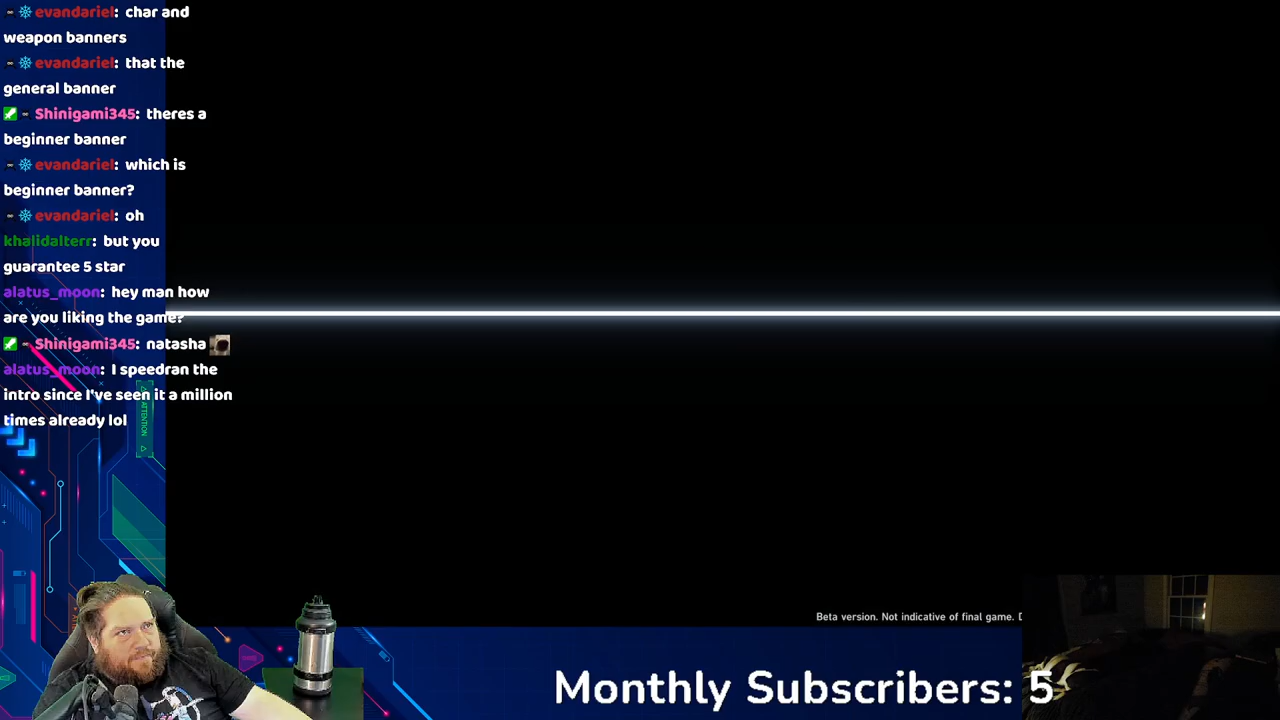 evandariel: char and
weapon banners
evandariel: that the
general banner
Shinigami345: theres a
beginner banner
evandariel: which is
beginner banner?
evandariel: oh
khalidalterr: but you
guarantee 5 star
alatus_moon: hey man how
are you liking the game?
Shinigami345: natasha
alatus_moon: I speedran the
intro since I've seen it a million
times already lol
ATTENTION
Beta version. Not indicative of final game. D
Monthly Subscribers: 5